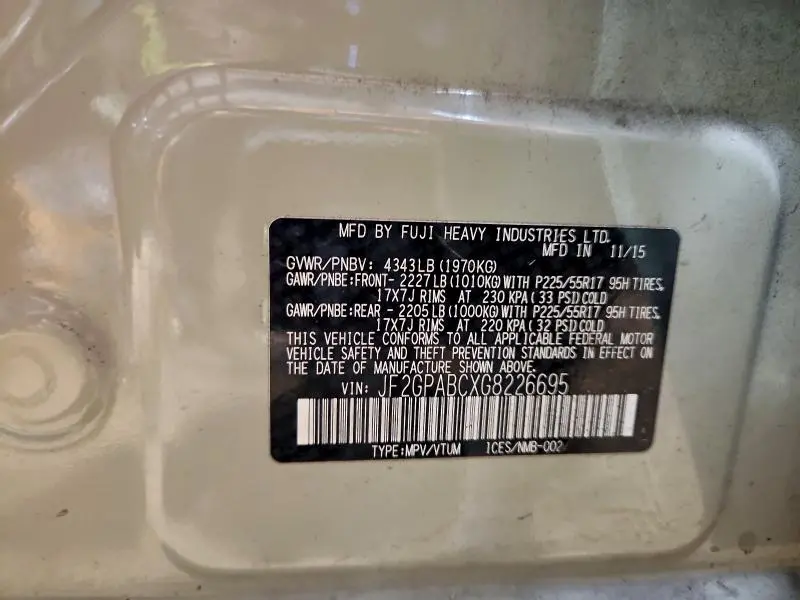 MFD BY FUJI HEAVY INDUSTRIES LTD.
MFD IN 11/15
GVWR/PNBV: 4343LB(1970KG)
GAWR/PNBE:FRONT- 2227LB(1010KG)WITH P225/55R17 95H TIRES,
17X7J RIMS AT 230 KPA(33 PSI)COLD
GAWR/PNBE:REAR - 2205LB(1000KG)WITH P225/55R17 95H TIRES,
17X7J RIMS AT 220 KPA(32 PSI)COLD
THIS VEHICLE CONFORMS TO ALL APPLICABLE FEDERAL MOTOR
VEHICLE SAFETY AND THEFT PREVENTION STANDARDS IN EFFECT ON
THE DATE OF MANUFACTURE SHOWN ABOVE.
VIN: JF2GPABCXG8226695
TYPE:MPV/VTUM ICES/NMB-002